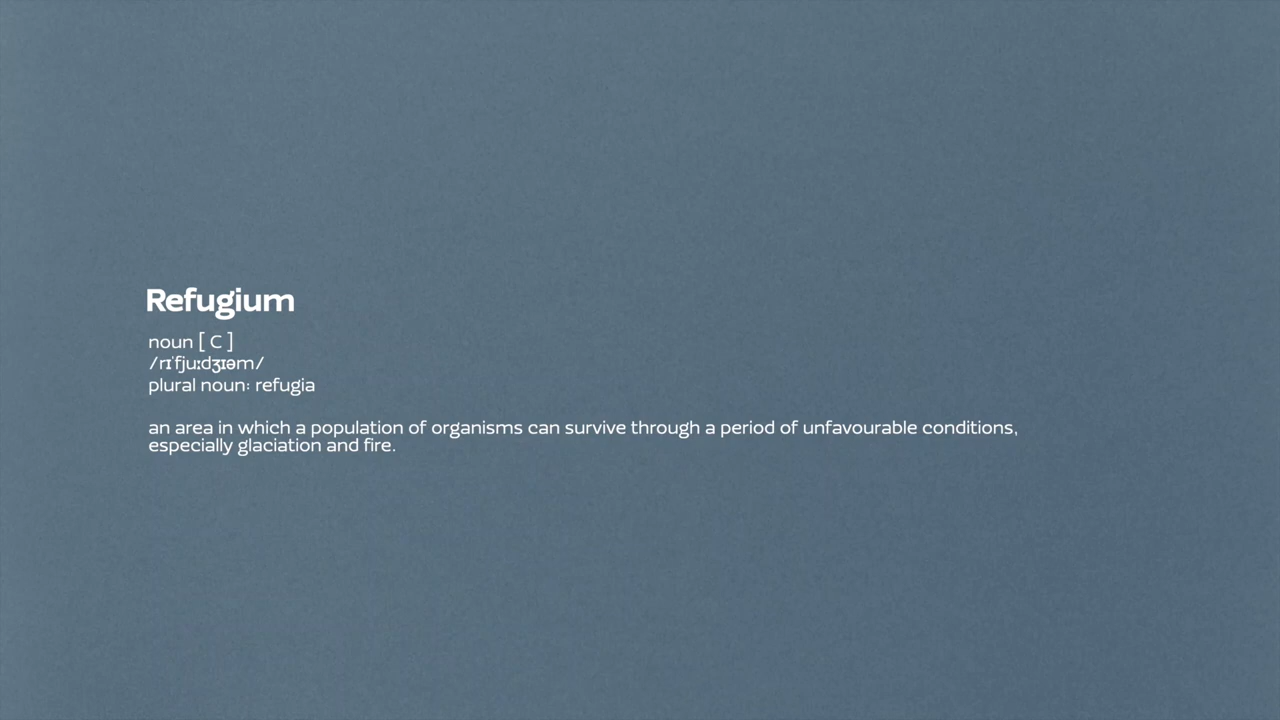 Refugium
noun [ C ]
/rɪˈfjuːdʒɪəm/
plural noun: refugia
an area in which a population of organisms can survive through a period of unfavourable conditions,
especially glaciation and fire.